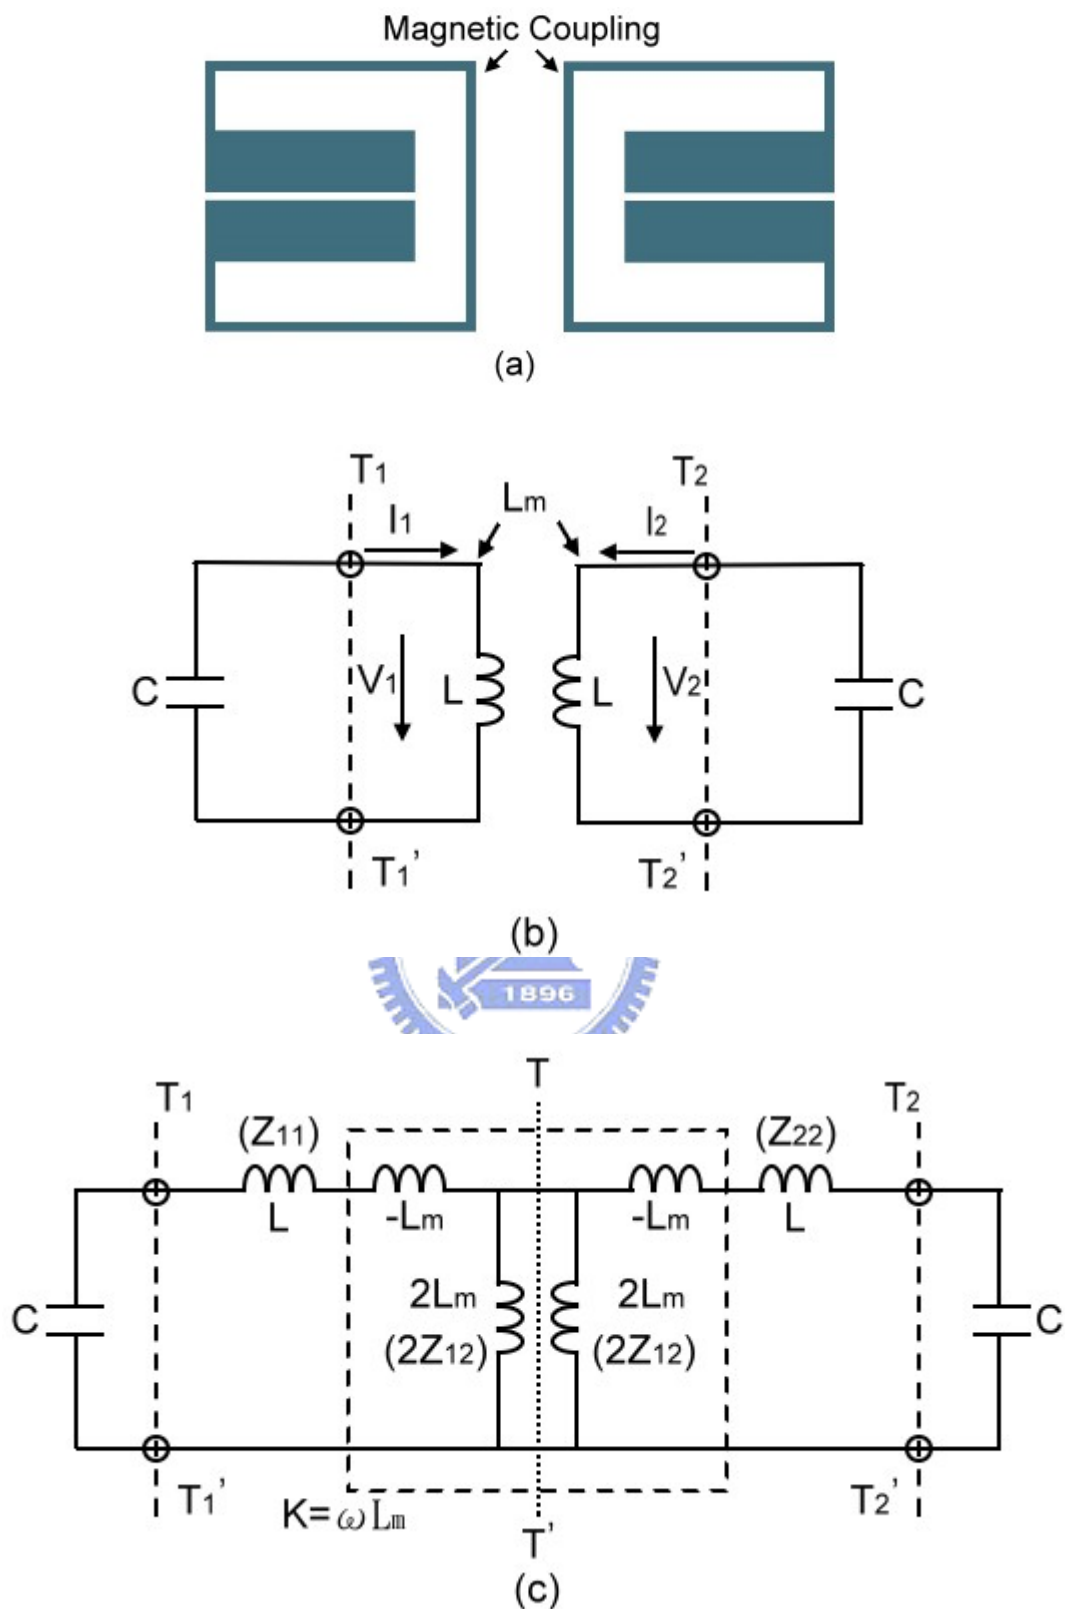 Magnetic Coupling
(a)
T1
T2
Lm
I1
I2
C
V1
L
L
V2
C
T1’
T2’
(b)
1896
T
T1
T2
(Z11)
(Z22)
L
-Lm
-Lm
L
2Lm
2Lm
C
C
(2Z12)
(2Z12)
T1’
T2’
K=ωLm
T’
(c)